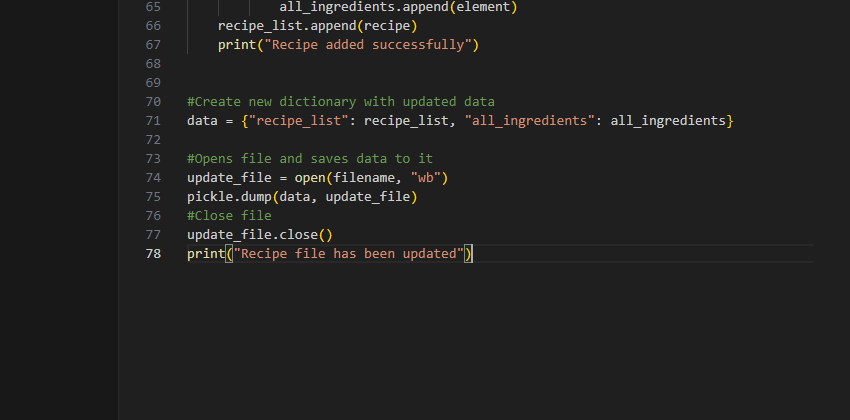 65 all_ingredients.append(element)
66 recipe_list.append(recipe)
67 print("Recipe added successfully")
68
69
70 #Create new dictionary with updated data
71 data = {"recipe_list": recipe_list, "all_ingredients": all_ingredients}
72
73 #Opens file and saves data to it
74 update_file = open(filename, "wb")
75 pickle.dump(data, update_file)
76 #Close file
77 update_file.close()
78 print("Recipe file has been updated")